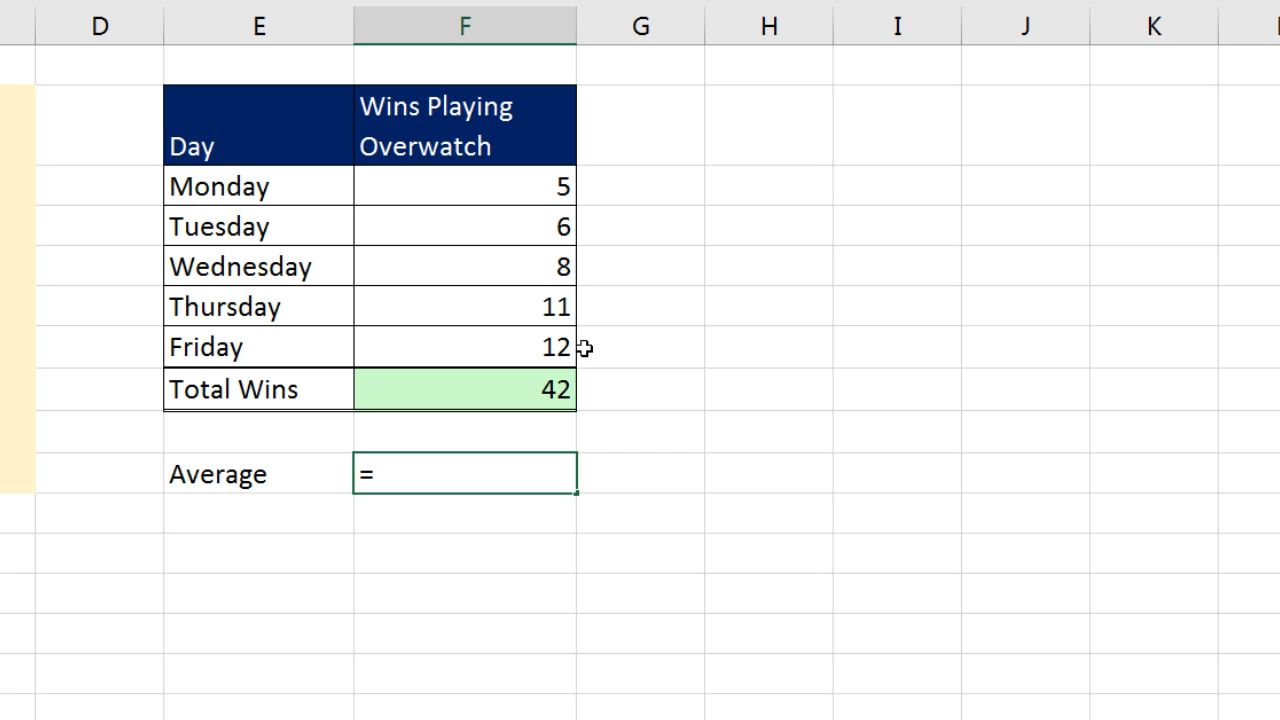 D E F G H I J K
Wins Playing
Day Overwatch
Monday 5
Tuesday 6
Wednesday 8
Thursday 11
Friday 12
Total Wins 42
Average =